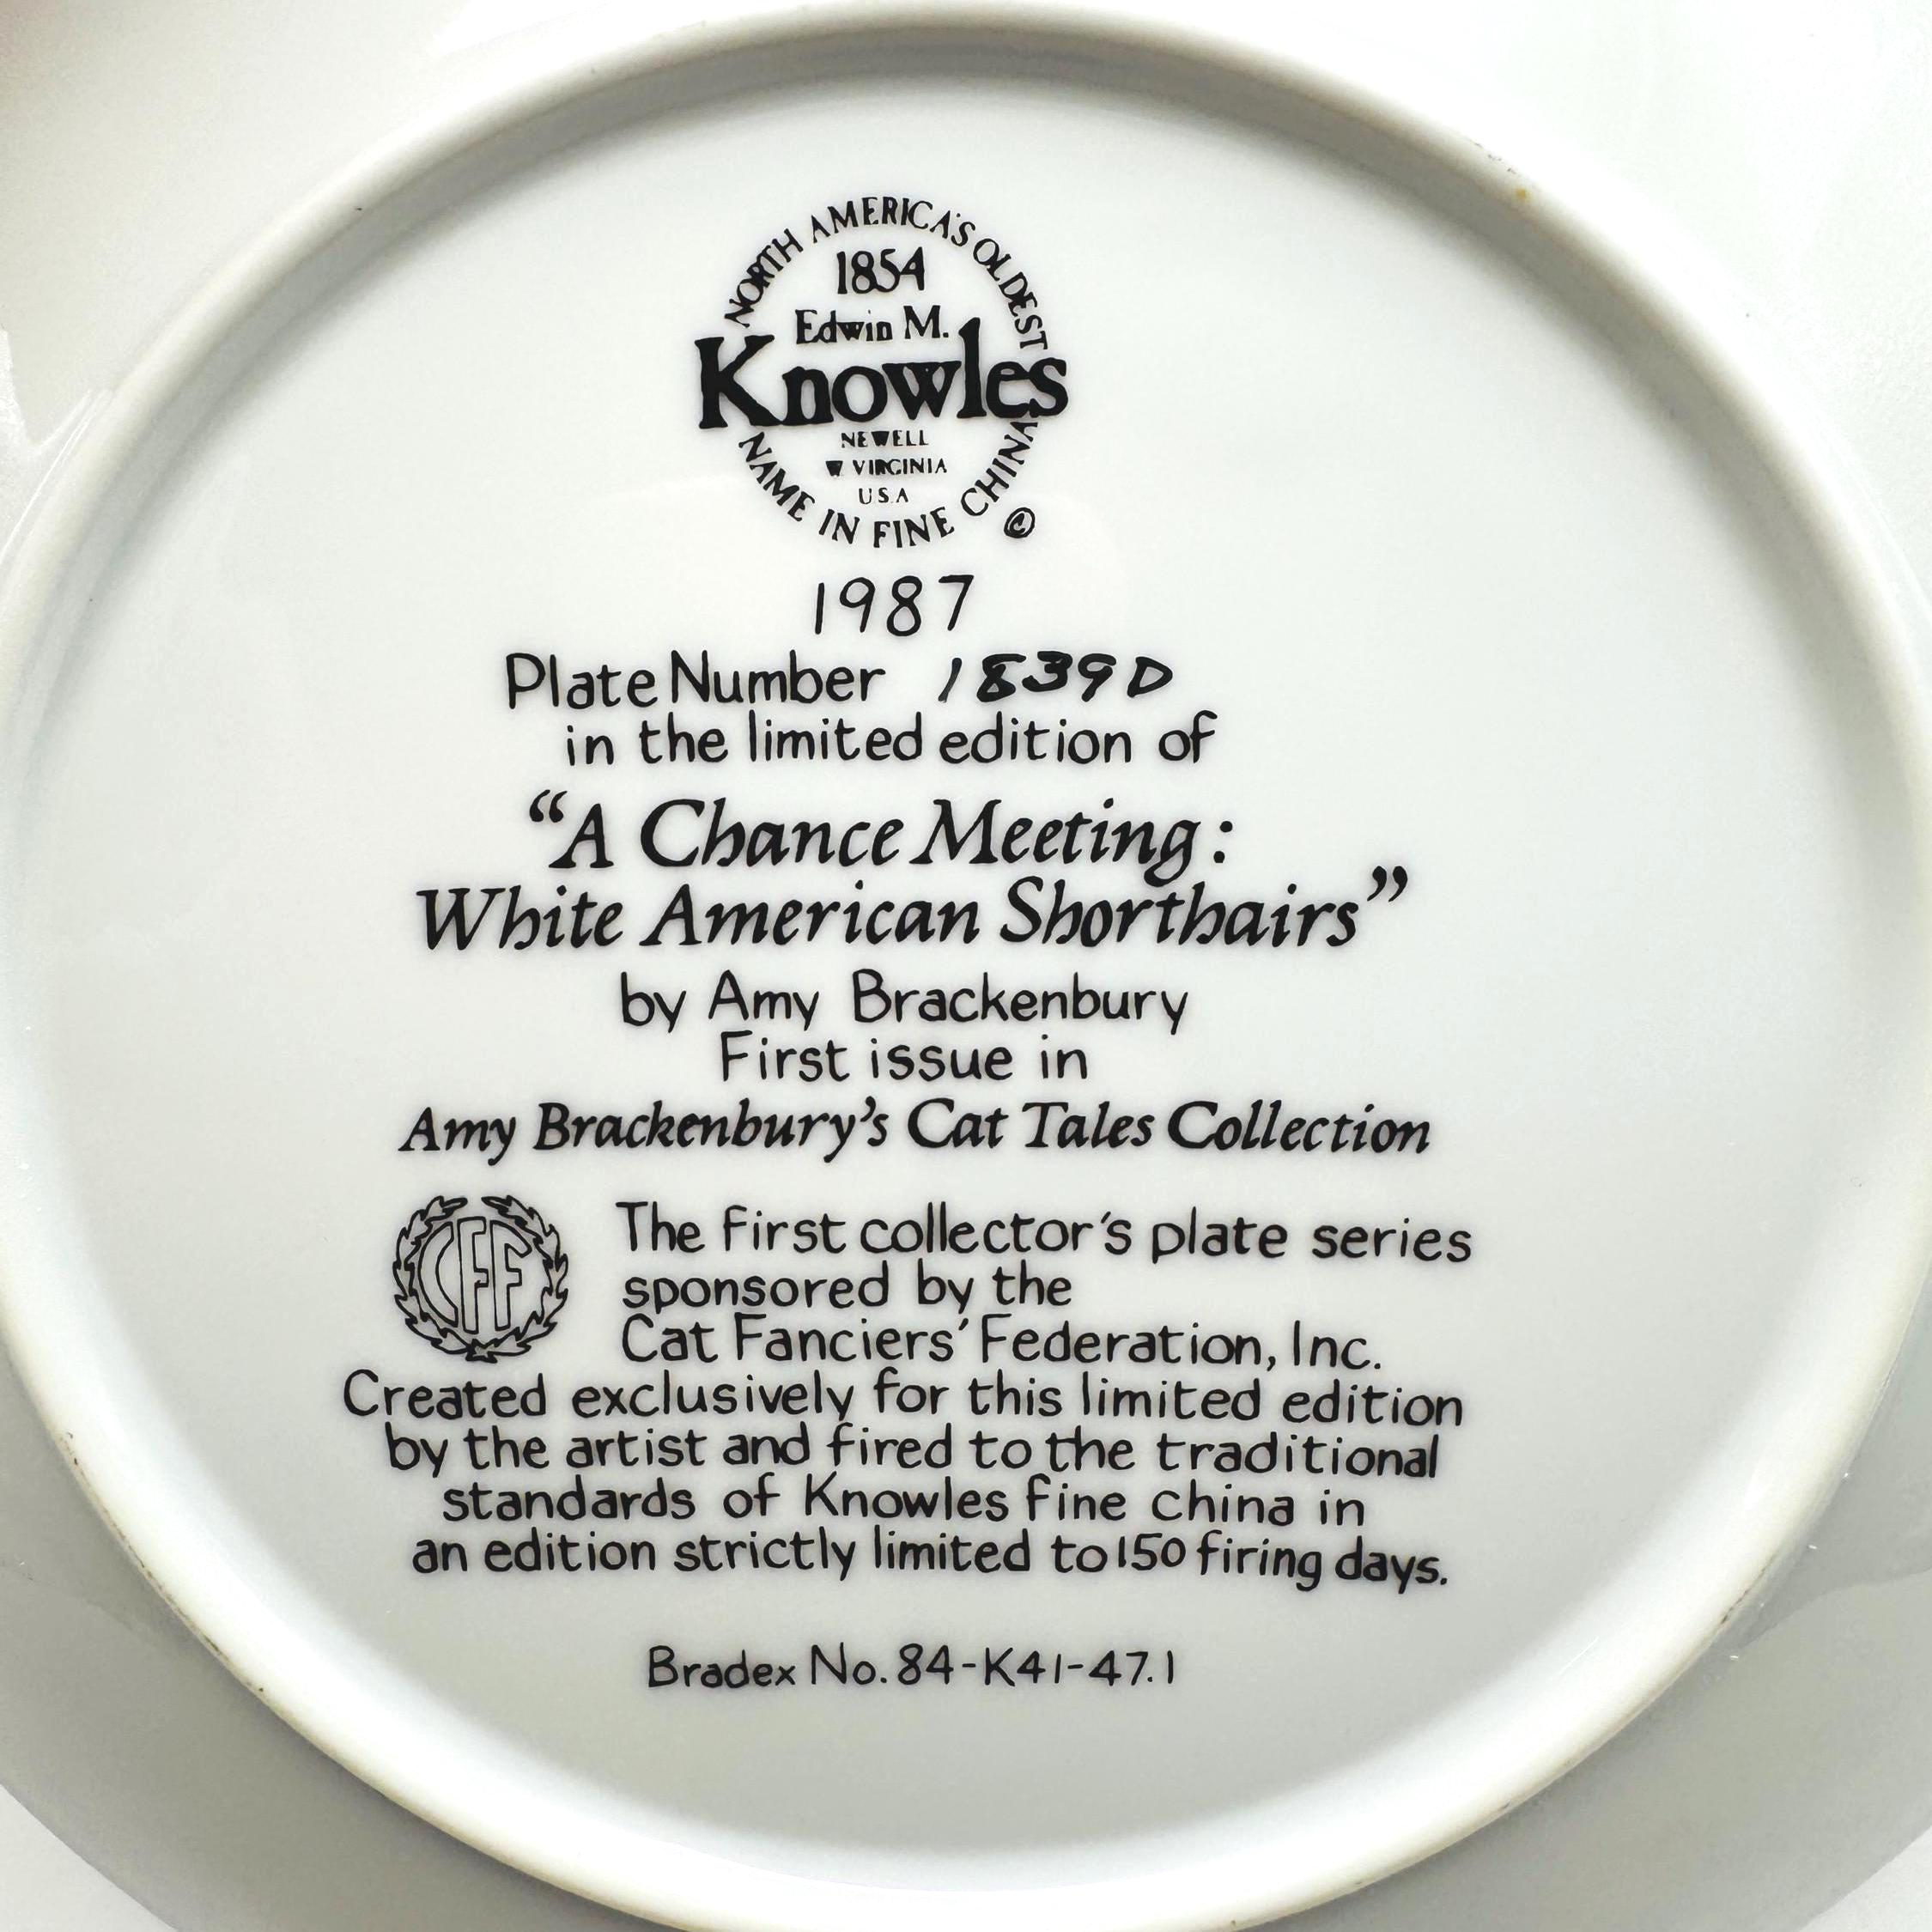 NORTH AMERICA'S OLDEST
1854
Edwin M.
Knowles
NEWELL
W VIRGINIA
U.S.A
NAME IN FINE CHINA
©
1987
Plate Number 1839D
in the limited edition of
“A Chance Meeting:
White American Shorthairs”
by Amy Brackenbury
First issue in
Amy Brackenbury's Cat Tales Collection
CFF
The first collector's plate series
sponsored by the
Cat Fanciers' Federation, Inc.
Created exclusively for this limited edition
by the artist and fired to the traditional
standards of Knowles fine china in
an edition strictly limited to 150 firing days.
Bradex No. 84-K41-47.1